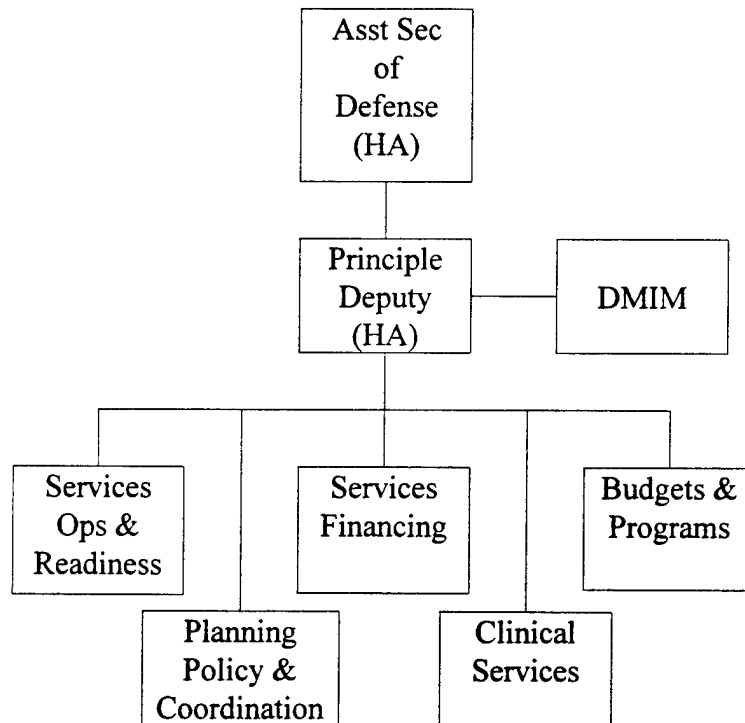 Asst Sec
of
Defense
(HA)
Principle
Deputy
(HA)
DMIM
Services
Ops &
Readiness
Services
Financing
Budgets &
Programs
Planning
Policy &
Coordination
Clinical
Services